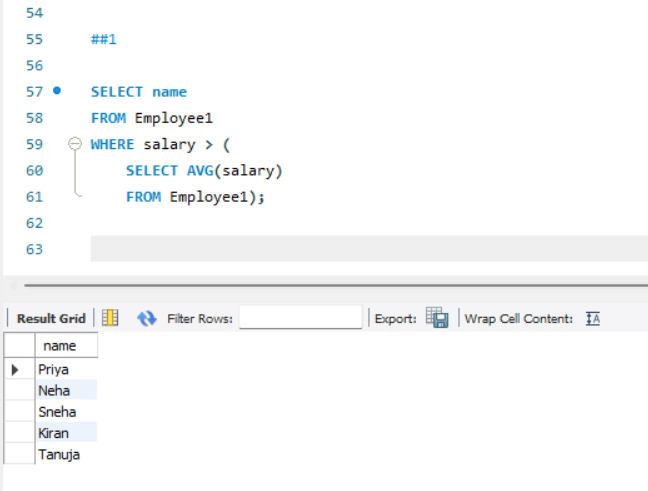 54
55 ##1
56
57 SELECT name
58 FROM Employee1
59 WHERE salary > (
60 SELECT AVG(salary)
61 FROM Employee1);
62
63
Result Grid Filter Rows: Export: Wrap Cell Content: IA
name
Priya
Neha
Sneha
Kiran
Tanuja